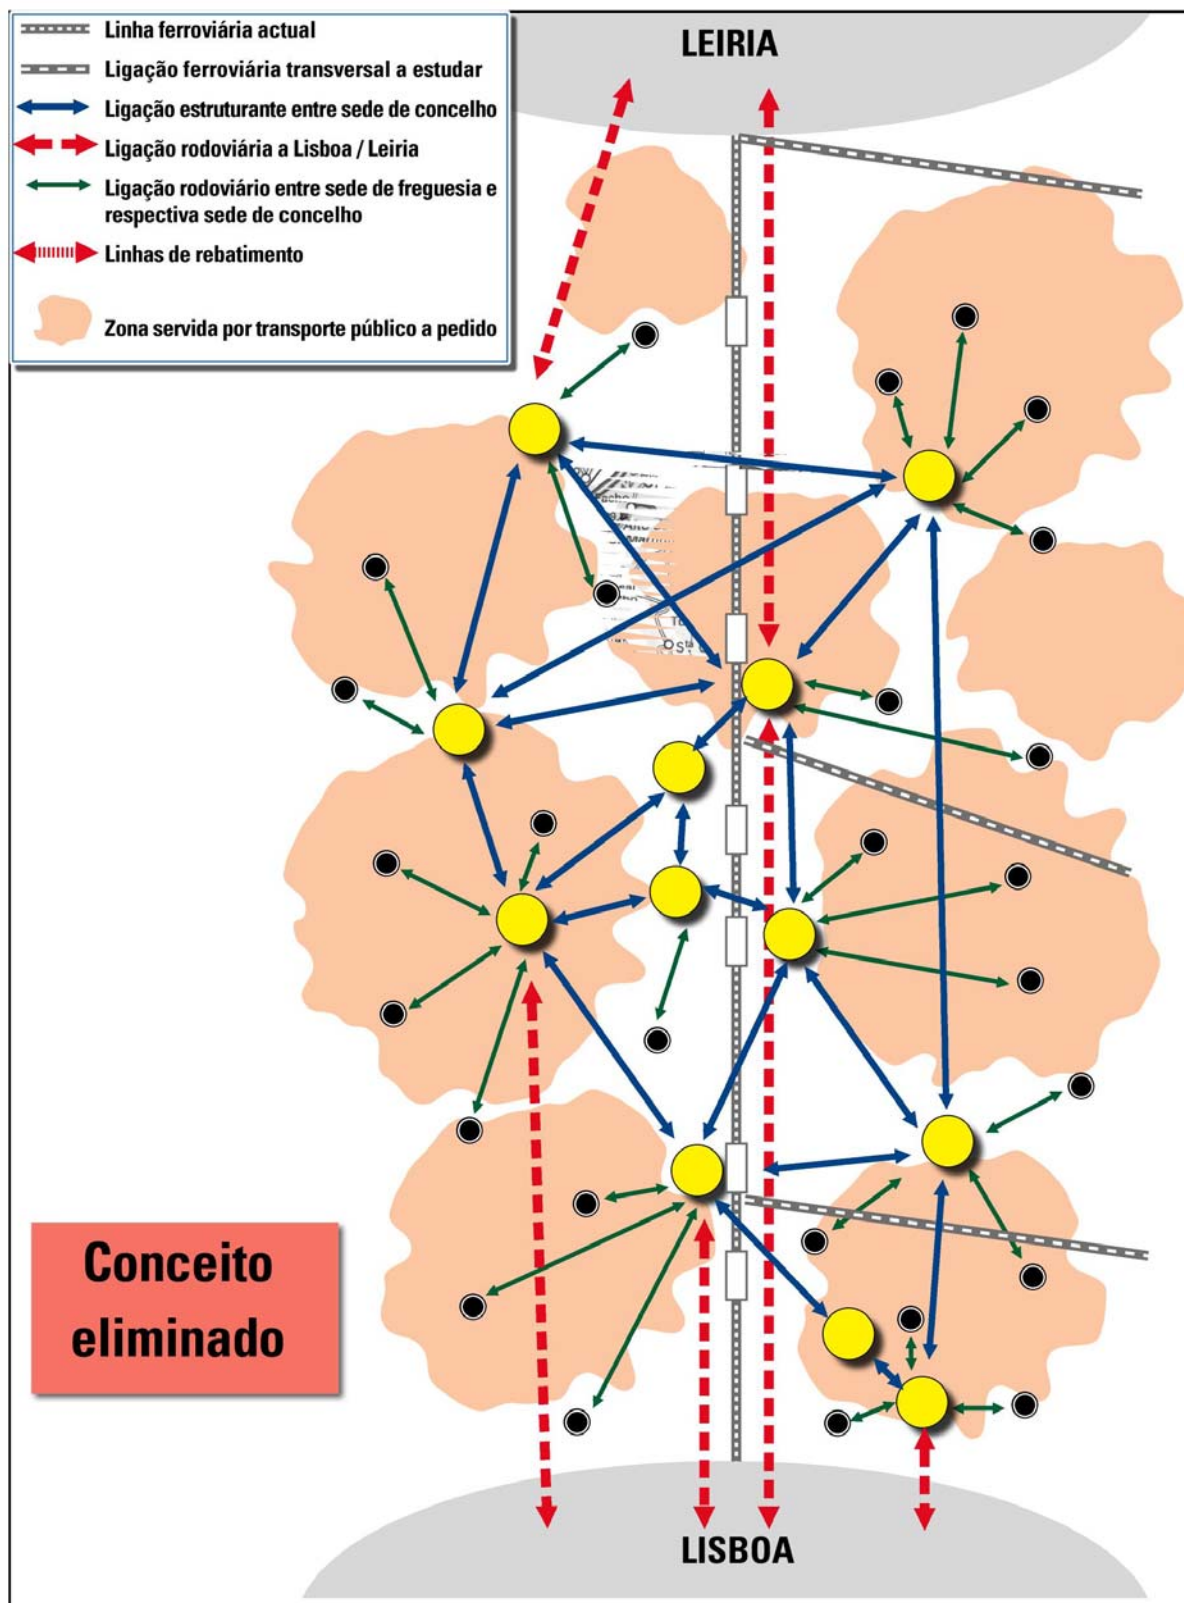 LEIRIA
Linha ferroviária actual
Ligação ferroviária transversal a estudar
Ligação estruturante entre sede de concelho
Ligação rodoviária a Lisboa / Leiria
Ligação rodoviário entre sede de freguesia e
respectiva sede de concelho
Linhas de rebatimento
Zona servida por transporte público a pedido
Conceito
eliminado
LISBOA